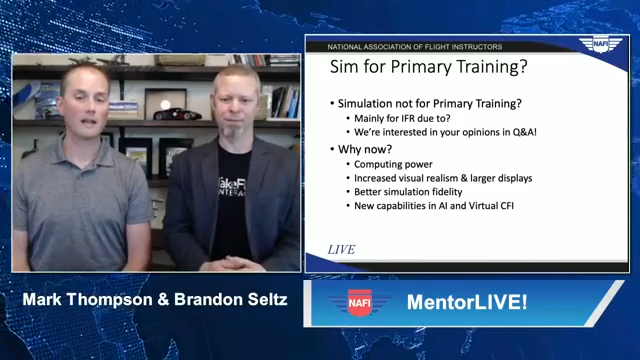 NATIONAL ASSOCIATION OF FLIGHT INSTRUCTORS
NAFI
Sim for Primary Training?
• Simulation not for Primary Training?
• Mainly for IFR due to?
• We're interested in your opinions in Q&A!
• Why now?
• Computing power
• Increased visual realism & larger displays
• Better simulation fidelity
• New capabilities in AI and Virtual CFI
LIVE
Mark Thompson & Brandon Seltz
NAFI
MentorLIVE!